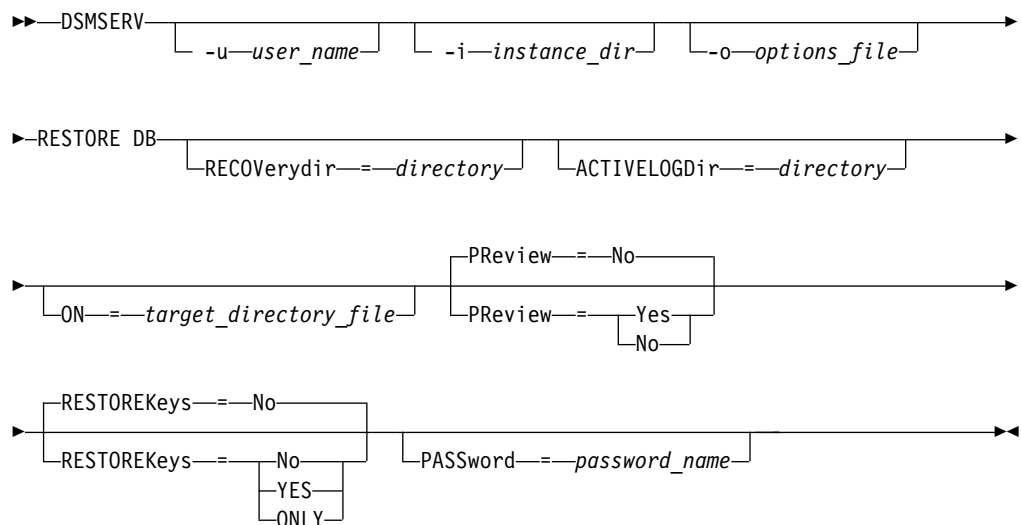 DSMSERV
-u user_name -i instance_dir -o options_file
RESTORE DB
RECOVerydir = directory ACTIVELOGDir = directory
PReview = No
ON = target_directory_file PReview = Yes
No
RESTOREKeys = No
RESTOREKeys = No PASSword = password_name
YES
ONLY